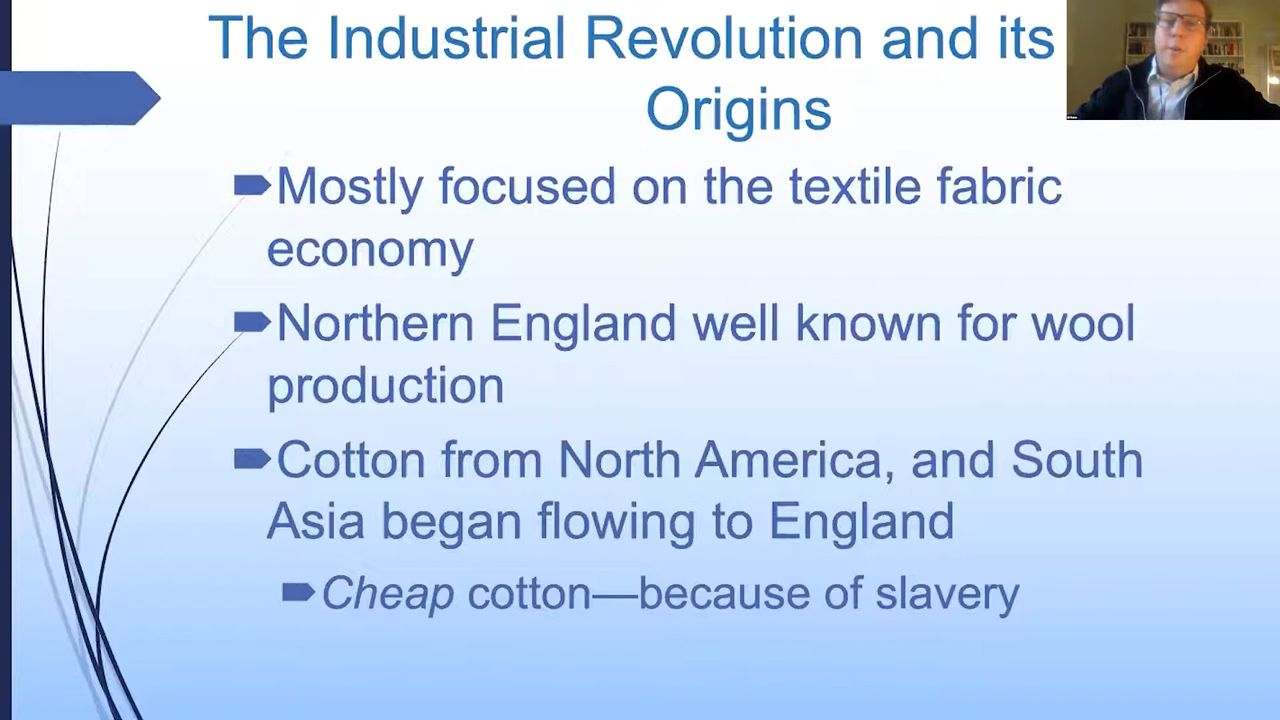 The Industrial Revolution and its
Origins
Mostly focused on the textile fabric
economy
Northern England well known for wool
production
Cotton from North America, and South
Asia began flowing to England
Cheap cotton—because of slavery